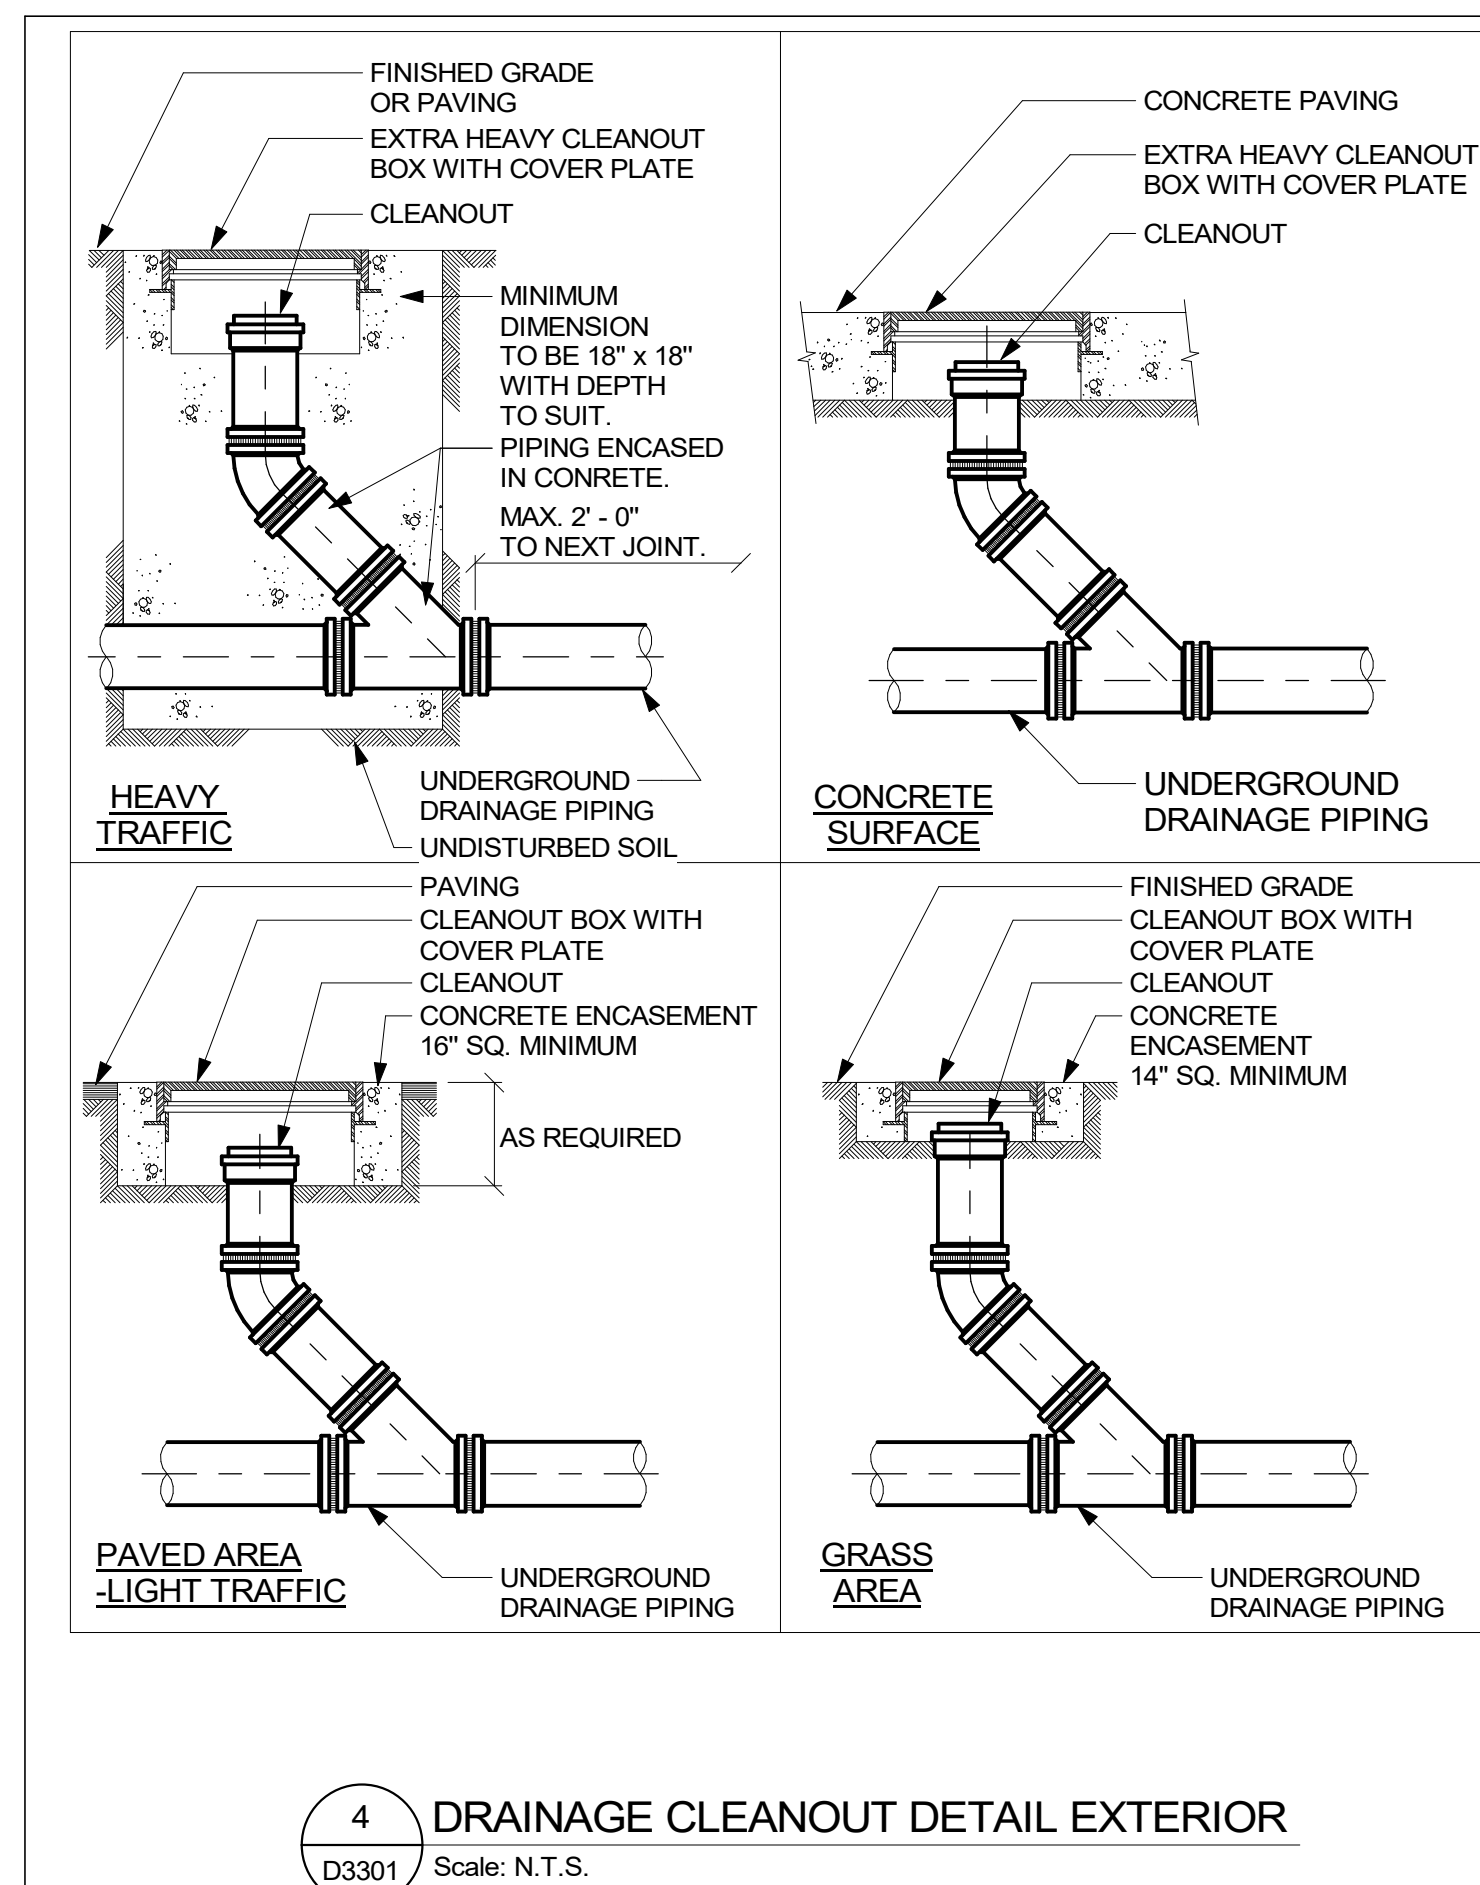 FINISHED GRADE
OR PAVING
EXTRA HEAVY CLEANOUT
BOX WITH COVER PLATE
CLEANOUT
MINIMUM
DIMENSION
TO BE 18" x 18"
WITH DEPTH
TO SUIT.
PIPING ENCASED
IN CONRETE.
MAX. 2' - 0"
TO NEXT JOINT.
UNDERGROUND
DRAINAGE PIPING
UNDISTURBED SOIL
HEAVY
TRAFFIC
CONCRETE PAVING
EXTRA HEAVY CLEANOUT
BOX WITH COVER PLATE
CLEANOUT
UNDERGROUND
DRAINAGE PIPING
CONCRETE
SURFACE
PAVING
CLEANOUT BOX WITH
COVER PLATE
CLEANOUT
CONCRETE ENCASEMENT
16" SQ. MINIMUM
AS REQUIRED
PAVED AREA
-LIGHT TRAFFIC
UNDERGROUND
DRAINAGE PIPING
FINISHED GRADE
CLEANOUT BOX WITH
COVER PLATE
CLEANOUT
CONCRETE
ENCASEMENT
14" SQ. MINIMUM
GRASS
AREA
UNDERGROUND
DRAINAGE PIPING
4
DRAINAGE CLEANOUT DETAIL EXTERIOR
D3301
Scale: N.T.S.